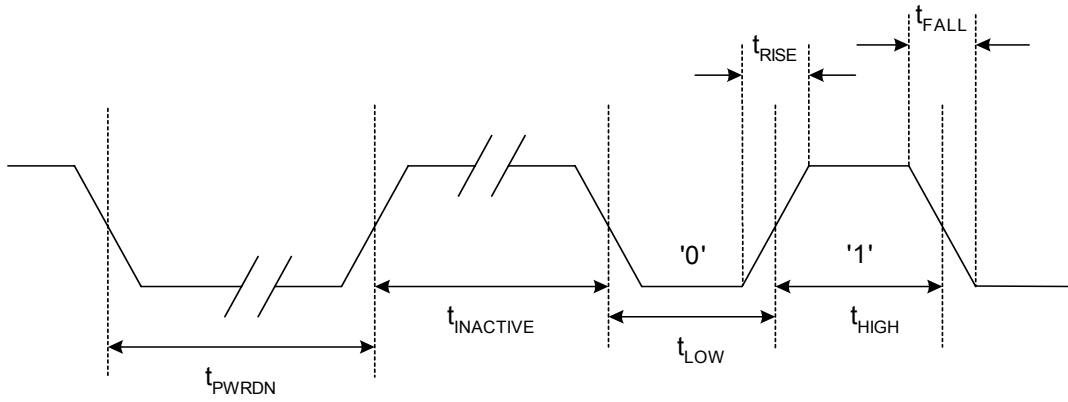 tFALL
tRISE
'0'
'1'
tINACTIVE
tHIGH
tLOW
tPWRDN